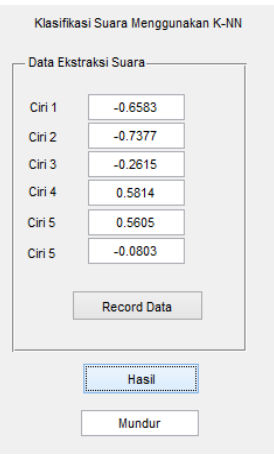 Klasifikasi Suara Menggunakan K-NN
Data Ekstraksi Suara
Ciri 1 -0.6583
Ciri 2 -0.7377
Ciri 3 -0.2615
Ciri 4 0.5814
Ciri 5 0.5605
Ciri 5 -0.0803
Record Data
Hasil
Mundur